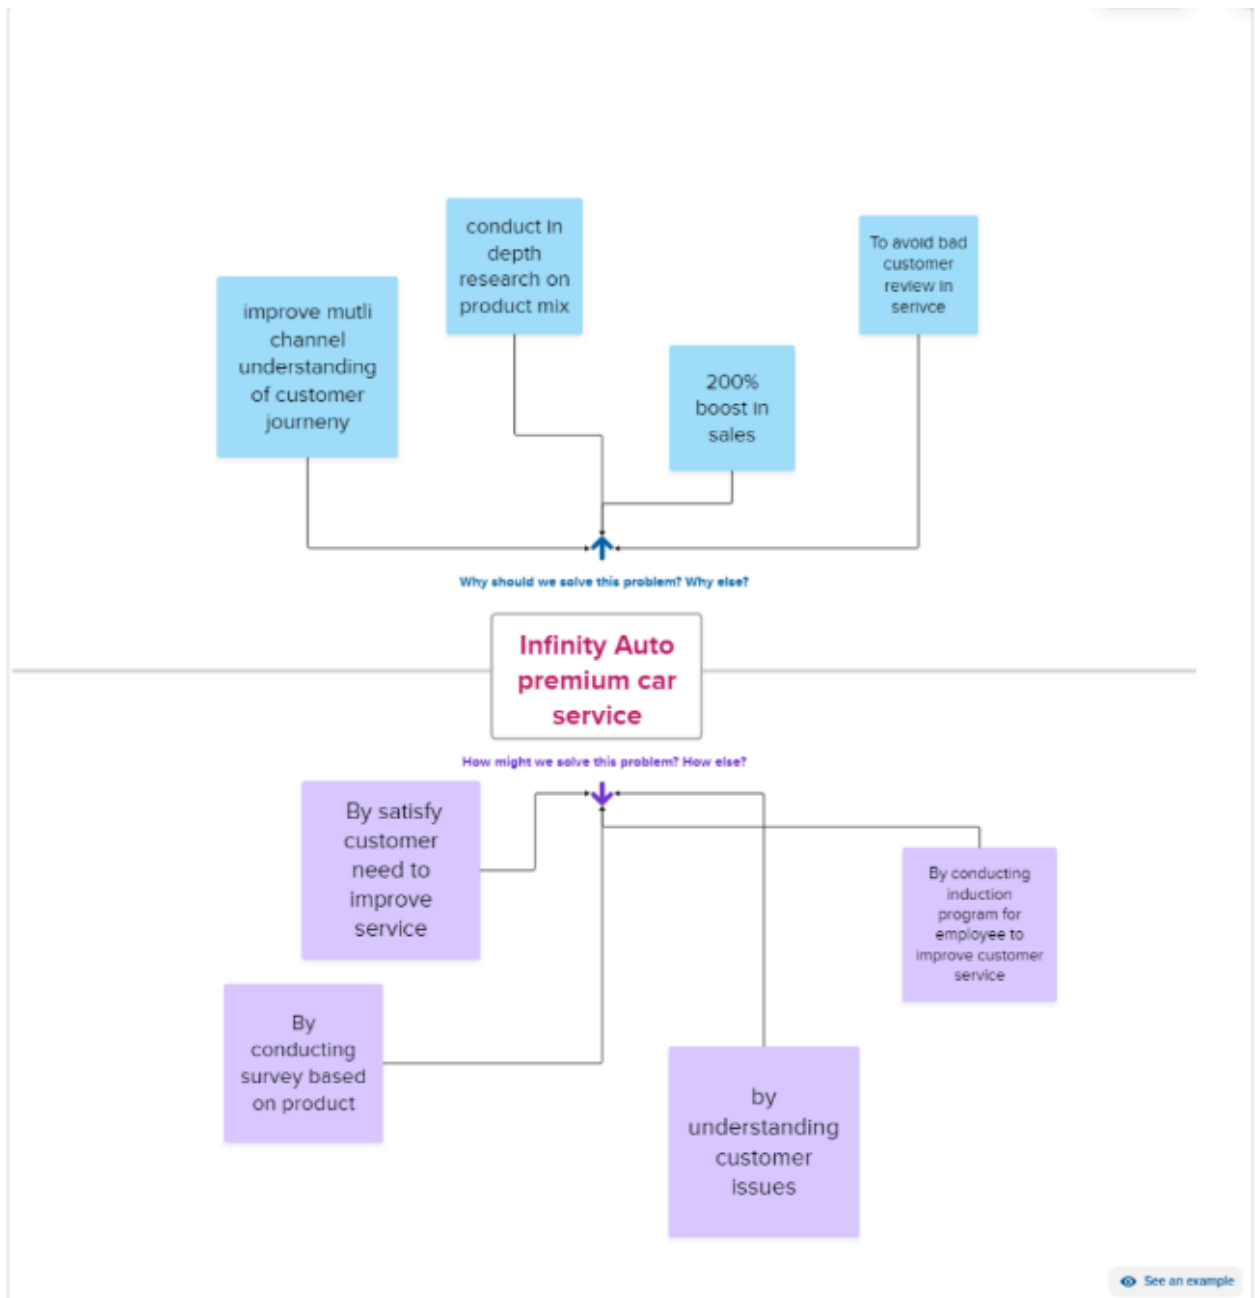 conduct in
depth
research on
product mix
To avoid bad
customer
review in
serivce
improve mutli
channel
understanding
of customer
journeny
200%
boost in
sales
Why should we solve this problem? Why else?
Infinity Auto
premium car
service
How might we solve this problem? How else?
By satisfy
customer
need to
improve
service
By conducting
induction
program for
employee to
improve customer
service
By
conducting
survey based
on product
by
understanding
customer
issues
See an example